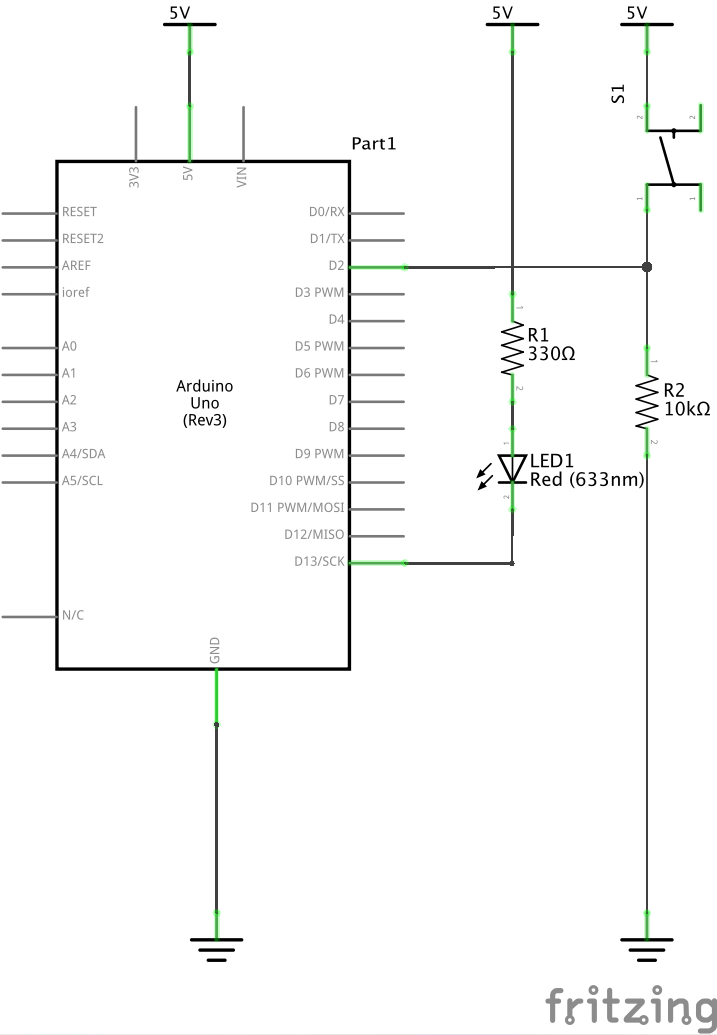 5V
5V
5V
S1
2
2
1
1
Part1
3V3
5V
VIN
RESET
RESET2
AREF
ioref
A0
A1
A2
A3
A4/SDA
A5/SCL
N/C
Arduino
Uno
(Rev3)
D0/RX
D1/TX
D2
D3 PWM
D4
D5 PWM
D6 PWM
D7
D8
D9 PWM
D10 PWM/SS
D11 PWM/MOSI
D12/MISO
D13/SCK
GND
1
R1
330Ω
2
1
LED1
Red (633nm)
2
1
R2
10kΩ
2
fritzing